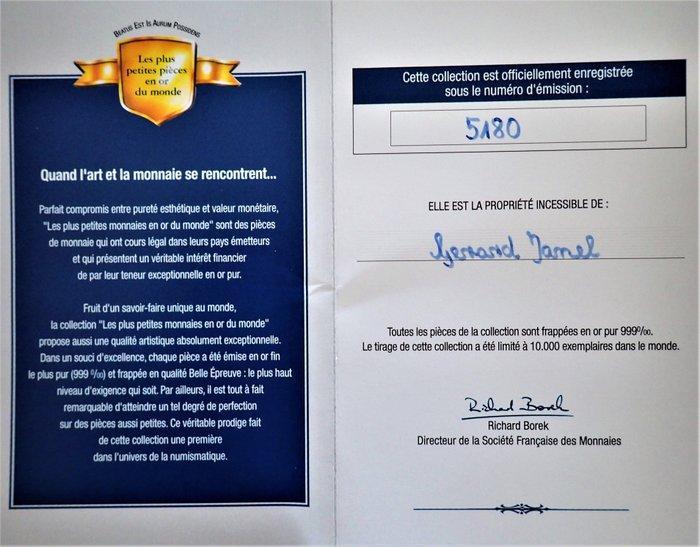 Beatus Est Is Aurum Possidens
Les plus
petites pièces
en or
du monde
Quand l'art et la monnaie se rencontrent...
Parfait compromis entre pureté esthétique et valeur monétaire,
"Les plus petites monnaies en or du monde" sont des pièces
de monnaie qui ont cours légal dans leurs pays émetteurs
et qui présentent un véritable intérêt financier
de par leur teneur exceptionnelle en or pur.
Fruit d'un savoir-faire unique au monde,
la collection "Les plus petites monnaies en or du monde"
propose aussi une qualité artistique absolument exceptionnelle.
Dans un souci d'excellence, chaque pièce a été émise en or fin
le plus pur (999 ‰) et frappée en qualité Belle Épreuve : le plus haut
niveau d'exigence qui soit. Par ailleurs, il est tout à fait
remarquable d'atteindre un tel degré de perfection
sur des pièces aussi petites. Ce véritable prodige fait
de cette collection une première
dans l'univers de la numismatique.
Cette collection est officiellement enregistrée
sous le numéro d'émission :
5180
ELLE EST LA PROPRIÉTÉ INCESSIBLE DE :
Gerrard Jamel
Toutes les pièces de la collection sont frappées en or pur 999‰.
Le tirage de cette collection a été limité à 10.000 exemplaires dans le monde.
Richard Borek
Richard Borek
Directeur de la Société Française des Monnaies